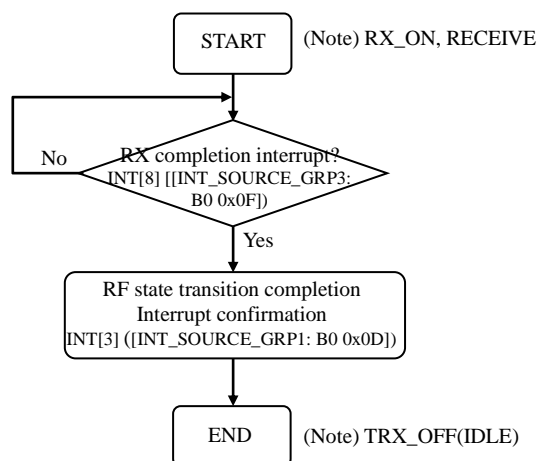 START (Note) RX_ON, RECEIVE
RX completion interrupt?
No
INT[8] [[INT_SOURCE_GRP3:
B0 0x0F])
Yes
RF state transition completion
Interrupt confirmation
INT[3] ([INT_SOURCE_GRP1: B0 0x0D])
END (Note) TRX_OFF(IDLE)